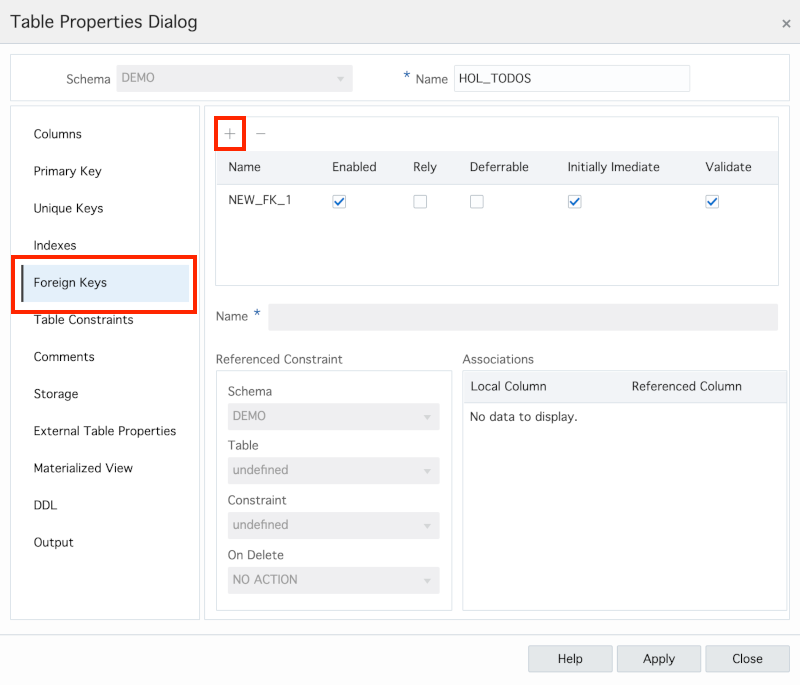 Table Properties Dialog
Schema DEMO * Name HOL_TODOS
Columns
Primary Key
Unique Keys
Indexes
Foreign Keys
Table Constraints
Comments
Storage
External Table Properties
Materialized View
DDL
Output
Name Enabled Rely Deferrable Initially Imediate Validate
NEW_FK_1
Name *
Referenced Constraint
Schema
DEMO
Table
undefined
Constraint
undefined
On Delete
NO ACTION
Associations
Local Column Referenced Column
No data to display.
Help Apply Close